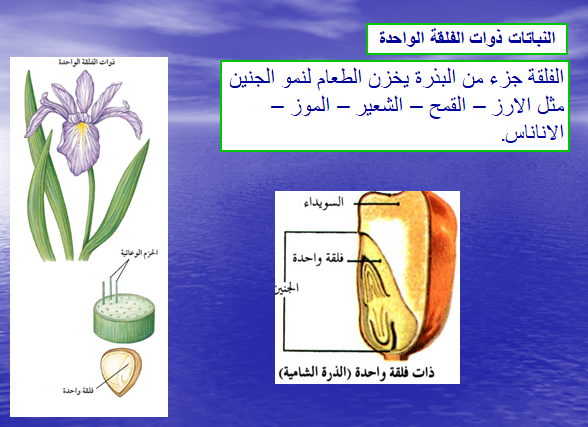 النباتات ذوات الفلقة الواحدة
الفلقة جزء من البذرة يخزن الطعام لنمو الجنين
مثل الارز – القمح – الشعير – الموز –
الاناناس.
ذوات الفلقة الواحدة
الحزم الوعائية
فلقة واحدة
السويداء
فلقة واحدة
الجنين
ذات فلقة واحدة (الذرة الشامية)